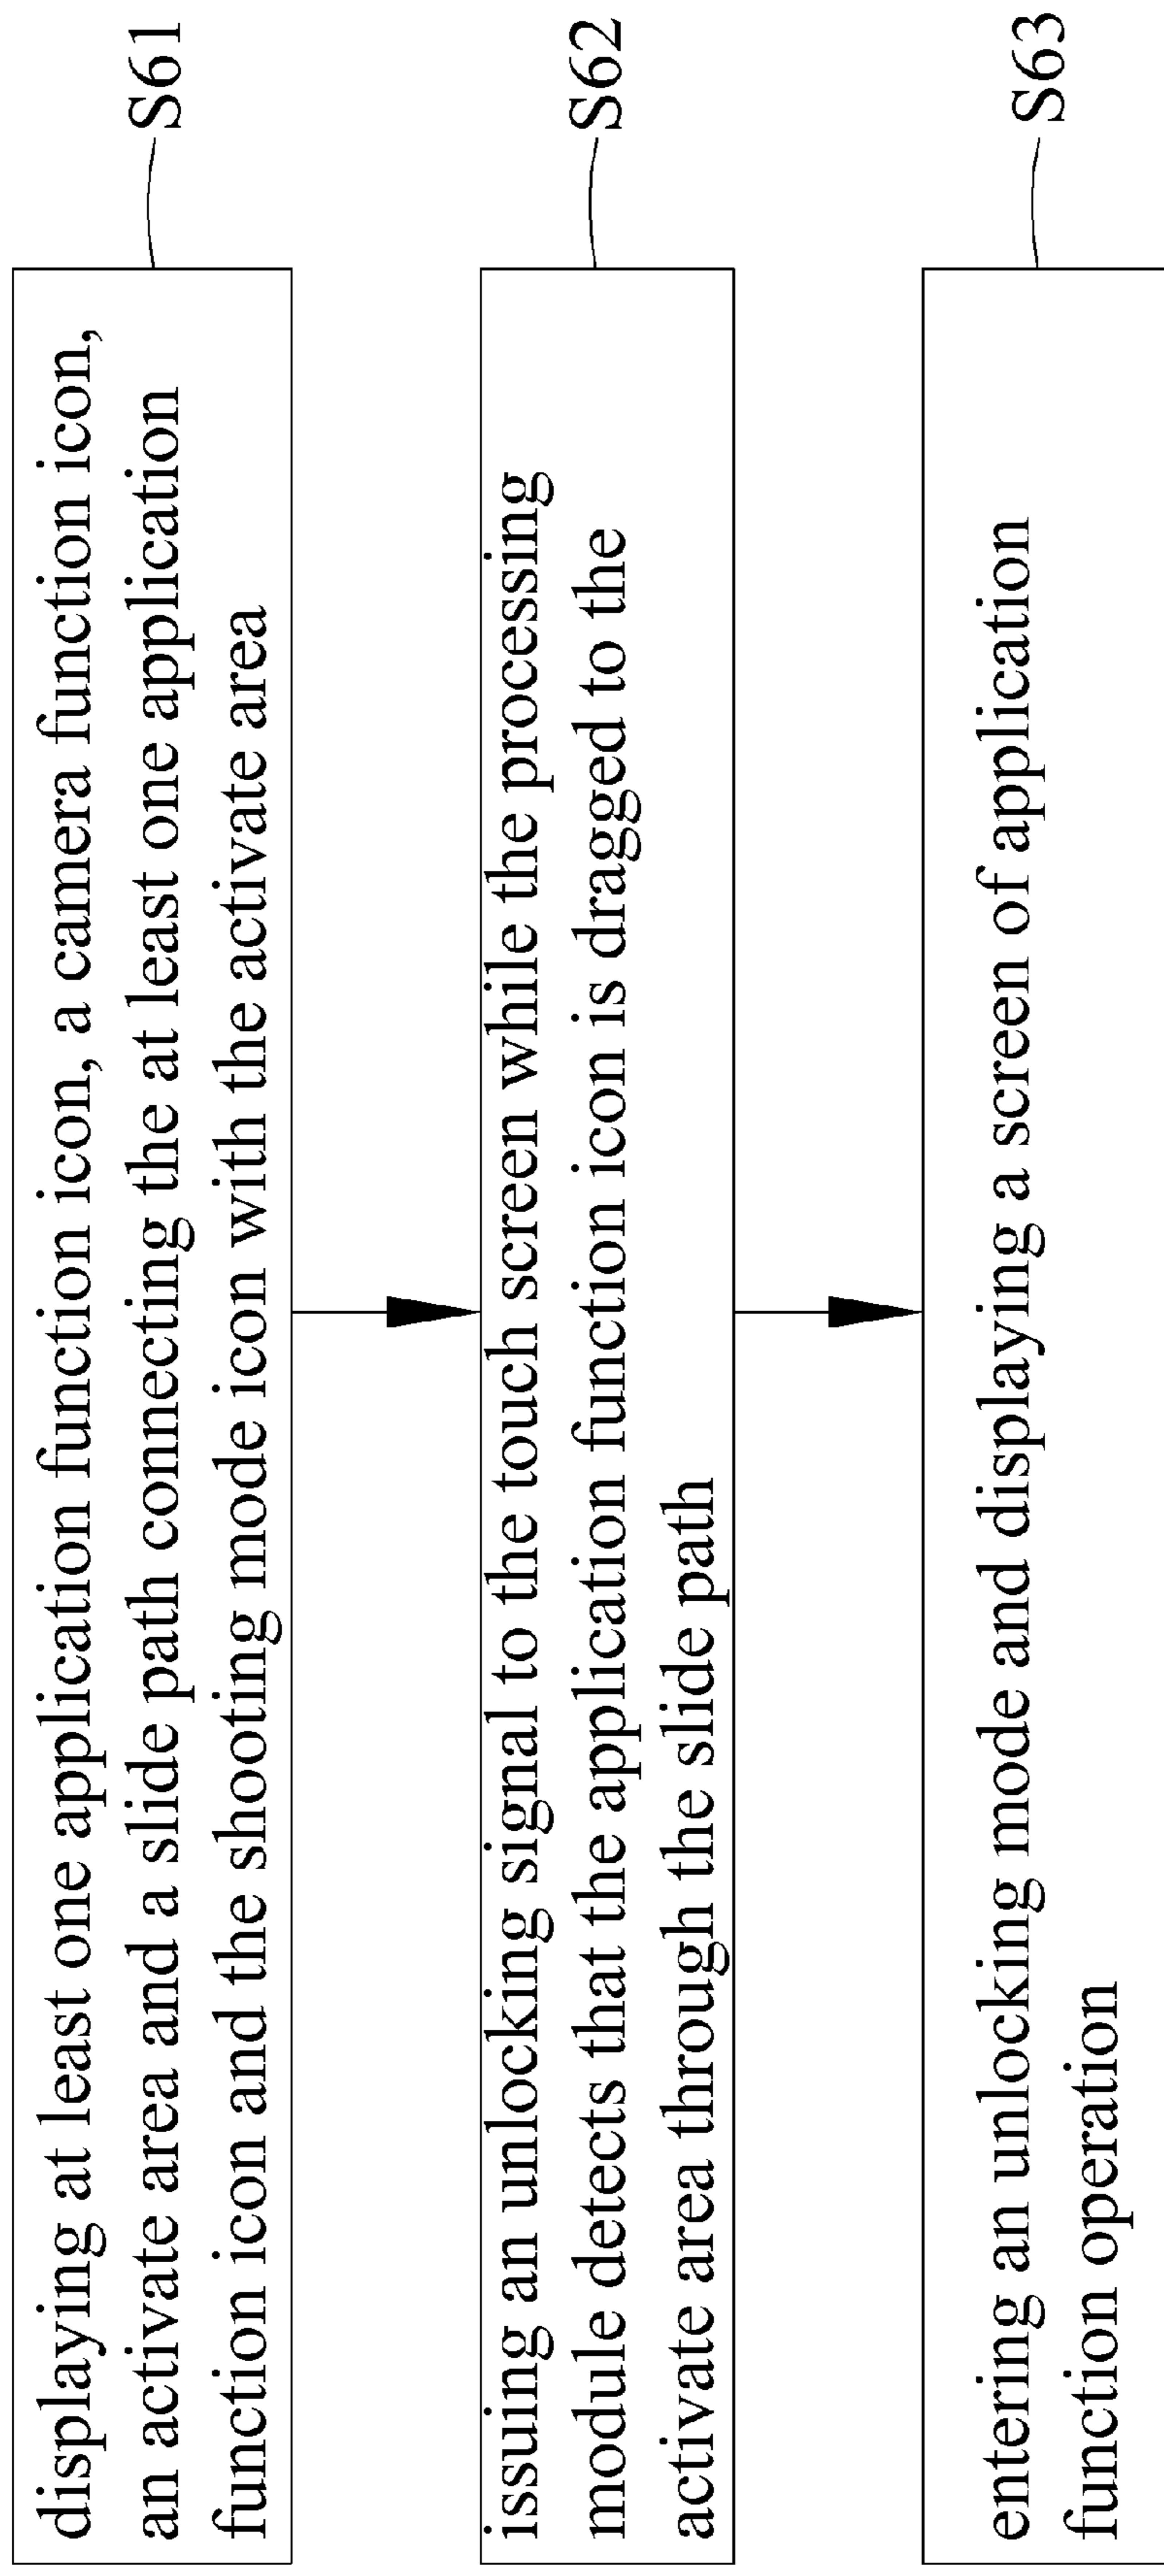 displaying at least one application function icon, a camera function icon,
an activate area and a slide path connecting the at least one application
function icon and the shooting mode icon with the activate area
S61
issuing an unlocking signal to the touch screen while the processing
module detects that the application function icon is dragged to the
activate area through the slide path
S62
entering an unlocking mode and displaying a screen of application
function operation
S63